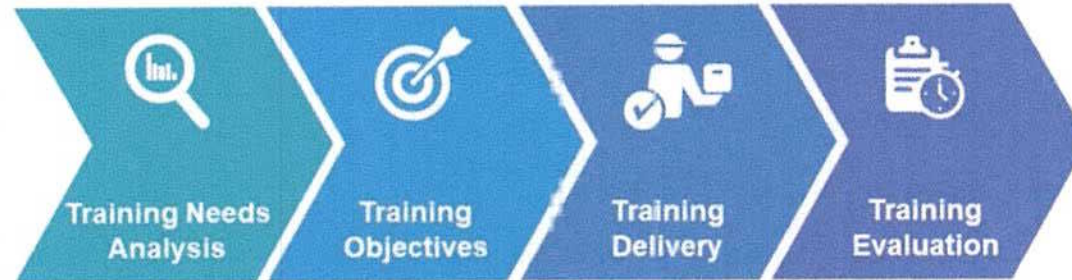 Training Needs
Analysis
Training
Objectives
Training
Delivery
Training
Evaluation